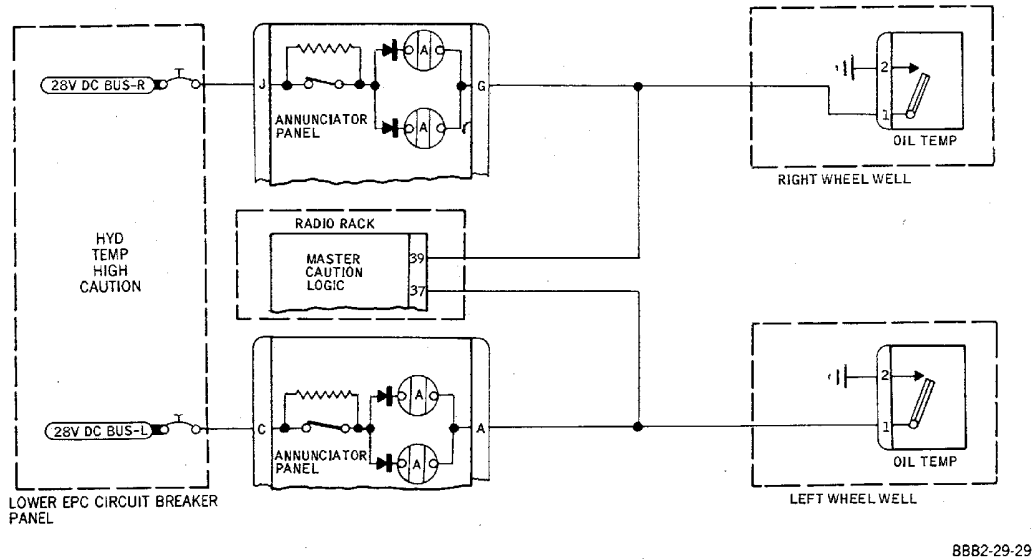 28V DC BUS-R
J
ANNUNCIATOR
PANEL
A
A
G
2
1
OIL TEMP
RIGHT WHEEL WELL
HYD
TEMP
HIGH
CAUTION
RADIO RACK
MASTER
CAUTION
LOGIC
39
37
28V DC BUS-L
C
ANNUNCIATOR
PANEL
A
A
A
2
1
OIL TEMP
LEFT WHEEL WELL
LOWER EPC CIRCUIT BREAKER
PANEL
BBB2-29-29